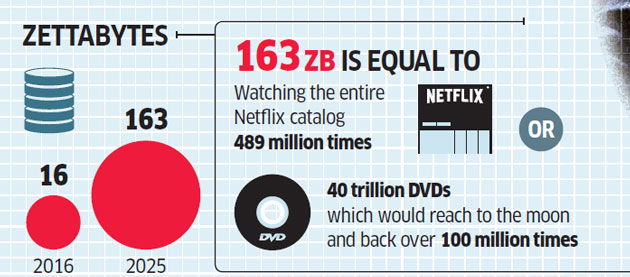 ZETTABYTES
163
16
2016
2025
163 ZB IS EQUAL TO
Watching the entire
Netflix catalog
489 million times
NETFLIX
OR
DVD
40 trillion DVDs
which would reach to the moon
and back over 100 million times